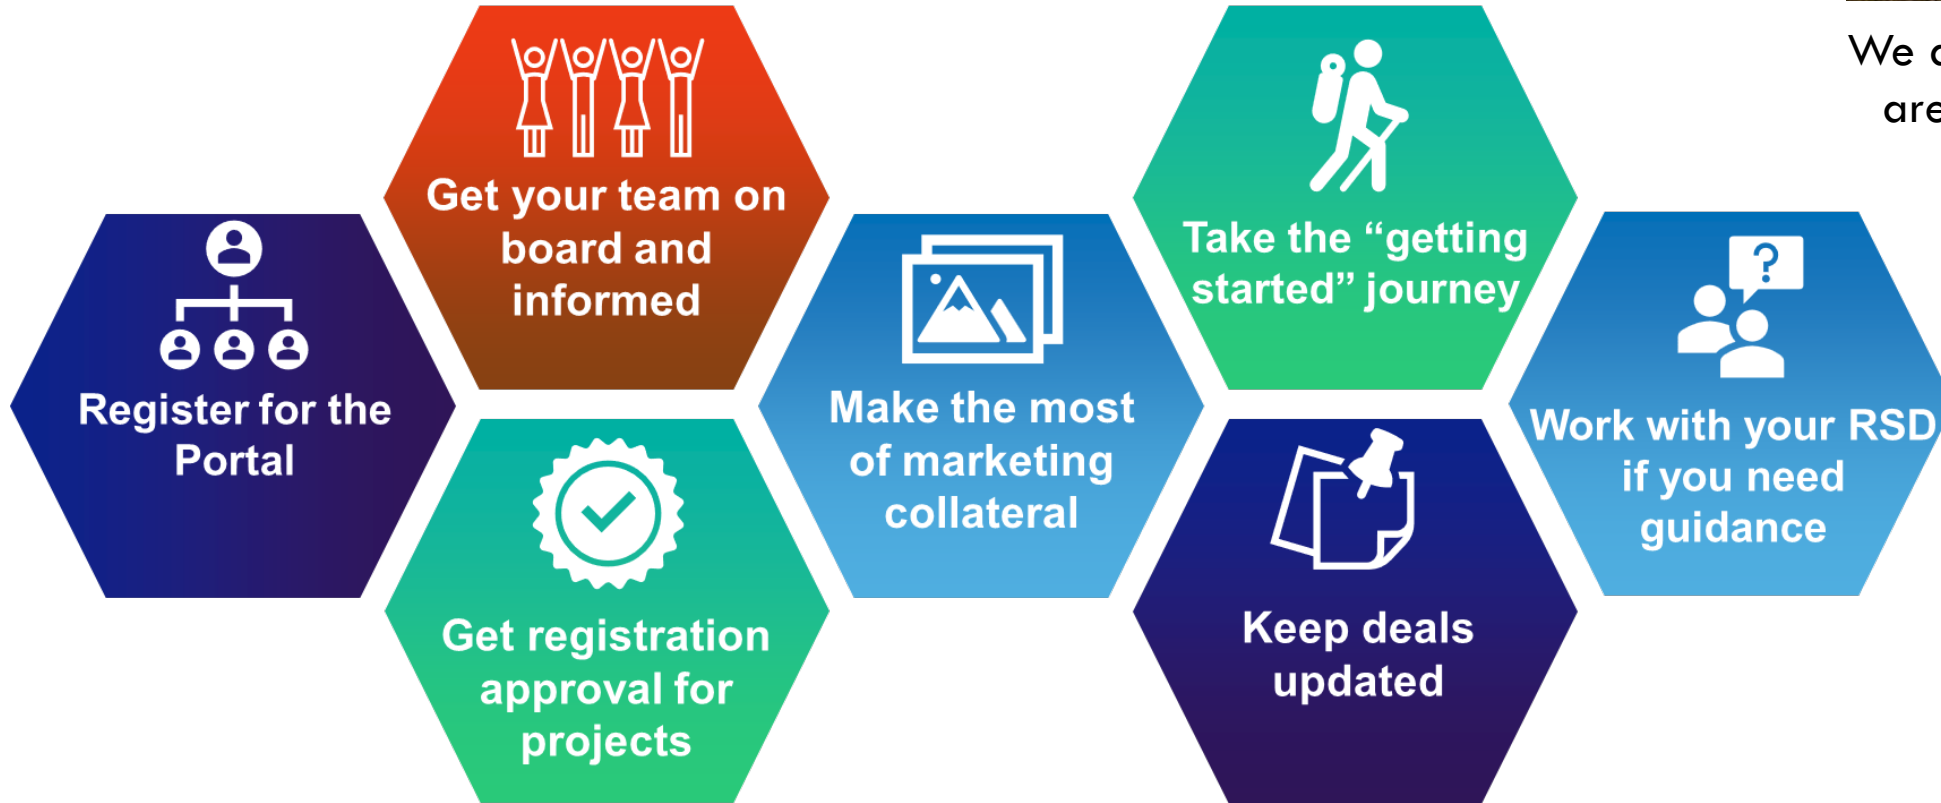 Register for the
Portal
Get your team on
board and
informed
Get registration
approval for
projects
Make the most
of marketing
collateral
Take the “getting
started” journey
Keep deals
updated
?
Work with your RSD
if you need
guidance
We
are